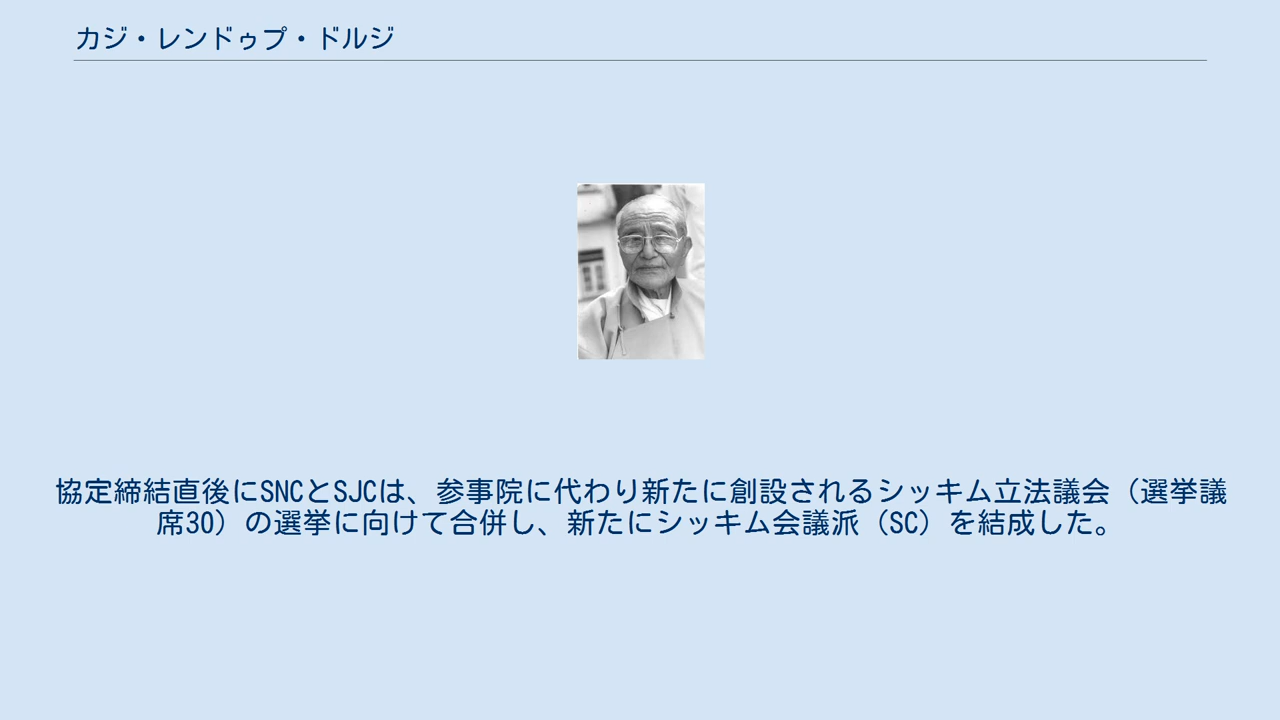 カジ・レンドゥプ・ドルジ
協定締結直後にSNCとSJCは、参事院に代わり新たに創設されるシッキム立法議会（選挙議
席30）の選挙に向けて合併し、新たにシッキム会議派（SC）を結成した。